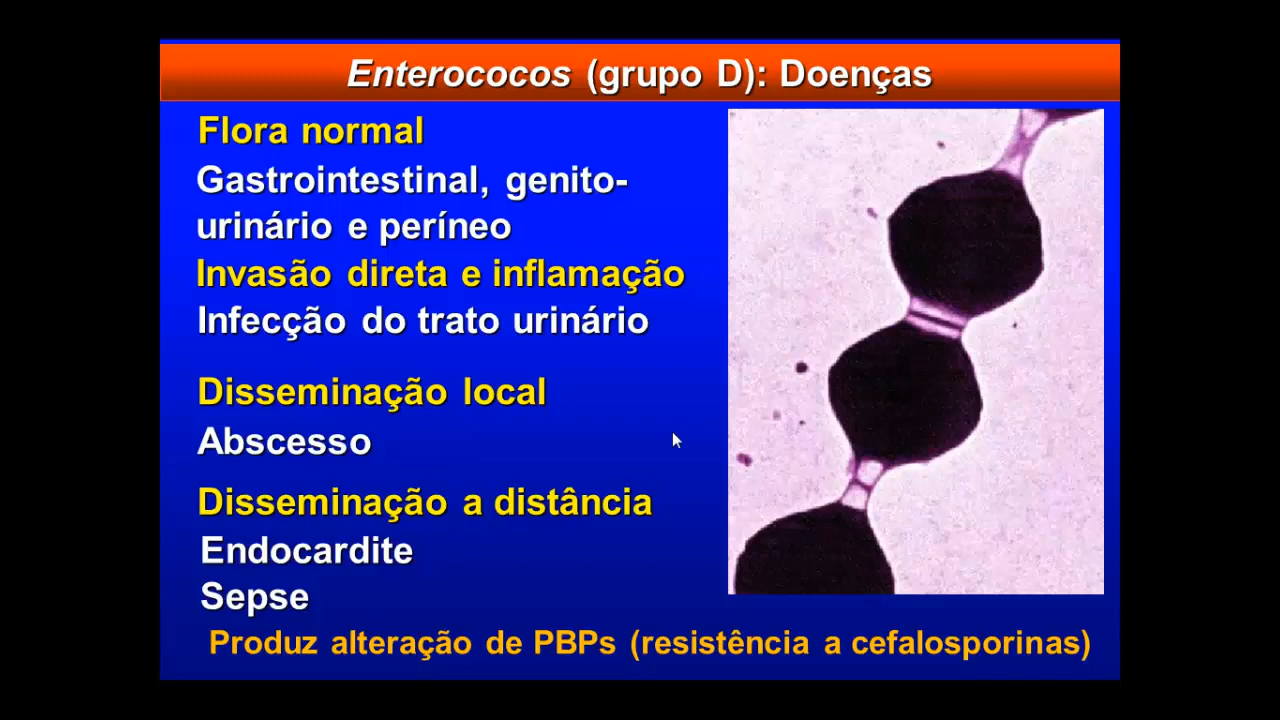 Enterococos (grupo D): Doenças
Flora normal
Gastrointestinal, genito-
urinário e períneo
Invasão direta e inflamação
Infecção do trato urinário
Disseminação local
Abscesso
Disseminação a distância
Endocardite
Sepse
Produz alteração de PBPs (resistência a cefalosporinas)